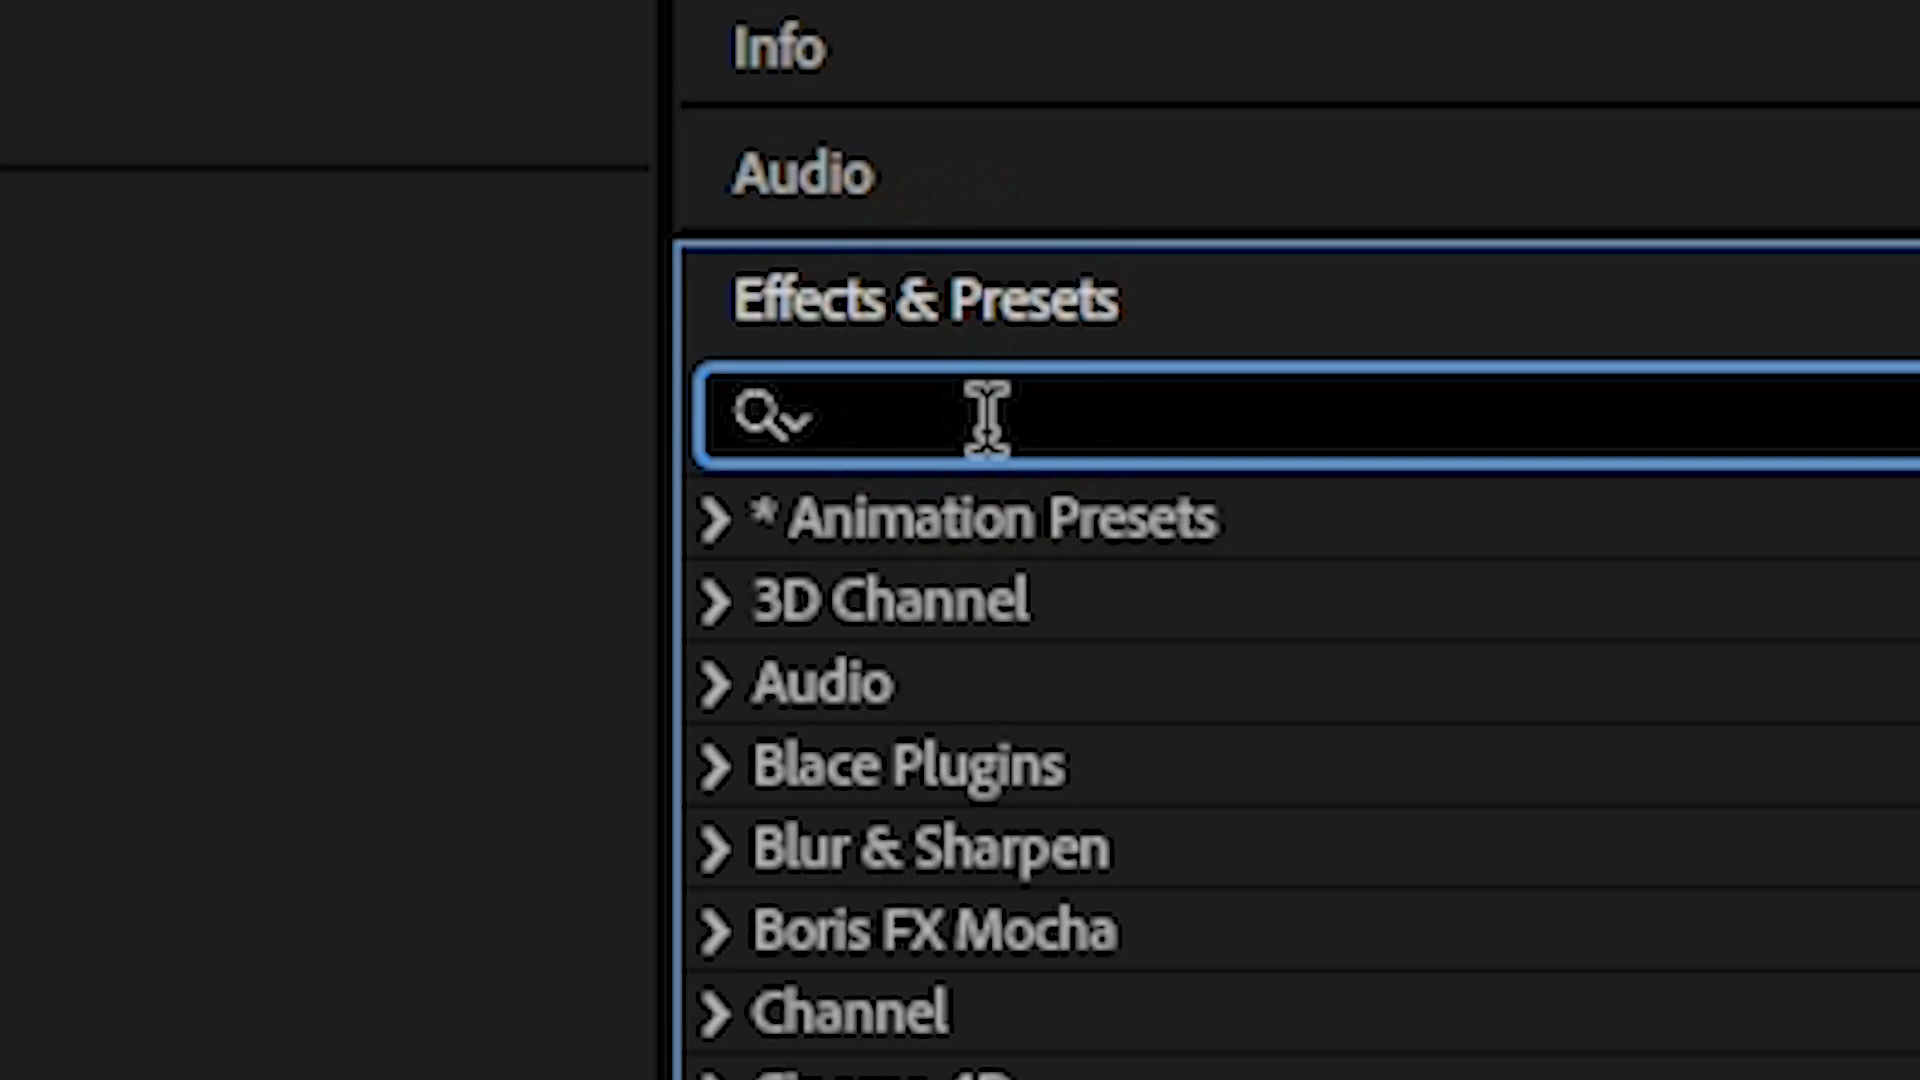 Info
Audio
Effects & Presets
* Animation Presets
3D Channel
Audio
Blace Plugins
Blur & Sharpen
Boris FX Mocha
Channel